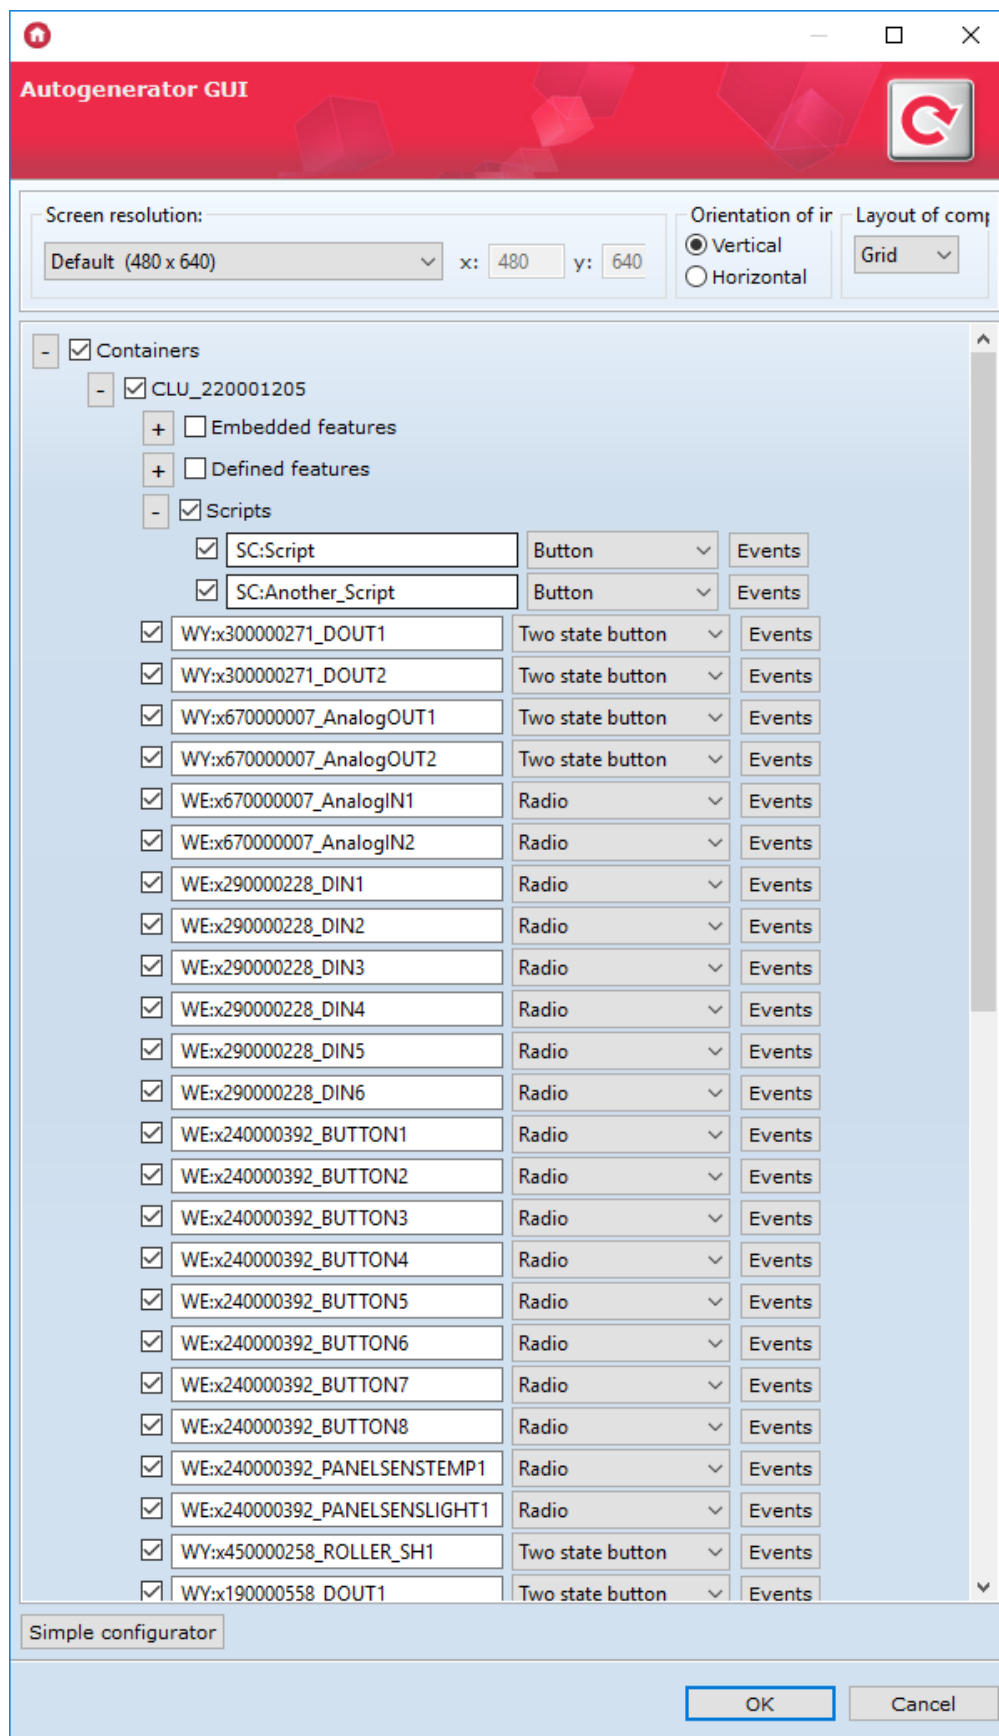 Autogenerator GUI
Screen resolution: Orientation of in Layout of comp
Default (480 x 640) x: 480 y: 640 Vertical Grid
Horizontal
- Containers
- CLU_220001205
+ Embedded features
+ Defined features
- Scripts
SC:Script Button Events
SC:Another_Script Button Events
WY:x300000271_DOUT1 Two state button Events
WY:x300000271_DOUT2 Two state button Events
WY:x670000007_AnalogOUT1 Two state button Events
WY:x670000007_AnalogOUT2 Two state button Events
WE:x670000007_AnalogIN1 Radio Events
WE:x670000007_AnalogIN2 Radio Events
WE:x290000228_DIN1 Radio Events
WE:x290000228_DIN2 Radio Events
WE:x290000228_DIN3 Radio Events
WE:x290000228_DIN4 Radio Events
WE:x290000228_DIN5 Radio Events
WE:x290000228_DIN6 Radio Events
WE:x240000392_BUTTON1 Radio Events
WE:x240000392_BUTTON2 Radio Events
WE:x240000392_BUTTON3 Radio Events
WE:x240000392_BUTTON4 Radio Events
WE:x240000392_BUTTON5 Radio Events
WE:x240000392_BUTTON6 Radio Events
WE:x240000392_BUTTON7 Radio Events
WE:x240000392_BUTTON8 Radio Events
WE:x240000392_PANELSENSTEMP1 Radio Events
WE:x240000392_PANELSENSLIGHT1 Radio Events
WY:x450000258_ROLLER_SH1 Two state button Events
WY:x190000558_DOUT1 Two state button Events
Simple configurator
OK Cancel